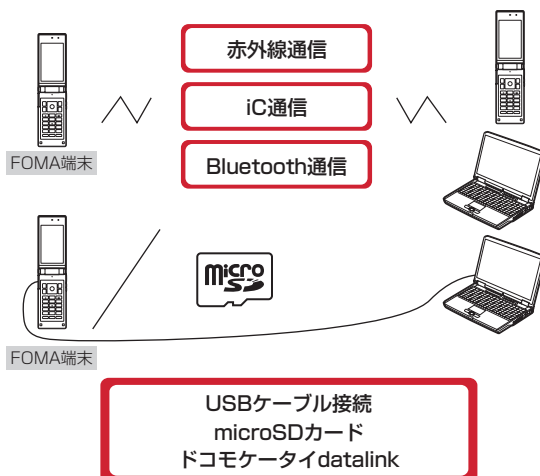 赤外線通信
iC通信
Bluetooth通信
FOMA端末
micro
SD
FOMA端末
USBケーブル接続
microSDカード
ドコモケータイdatalink